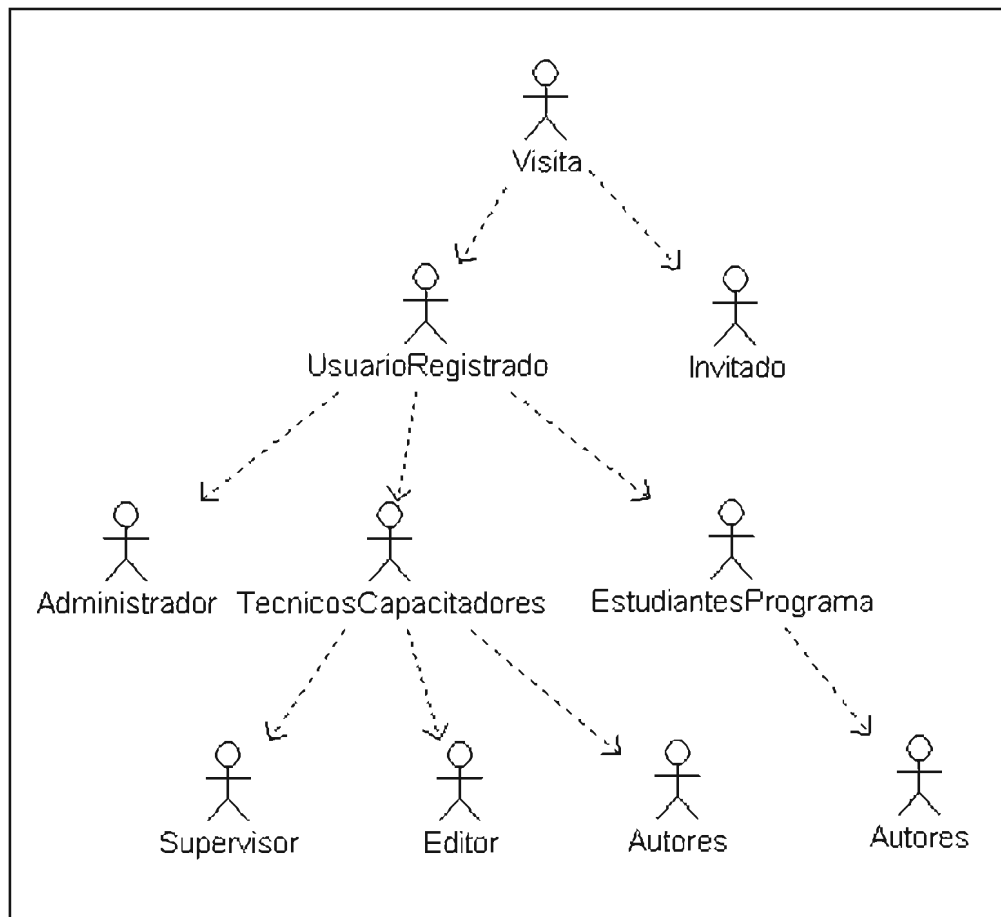 Visita
UsuarioRegistrado
Invitado
Administrador
TecnicosCapacitadores
EstudiantesPrograma
Supervisor
Editor
Autores
Autores